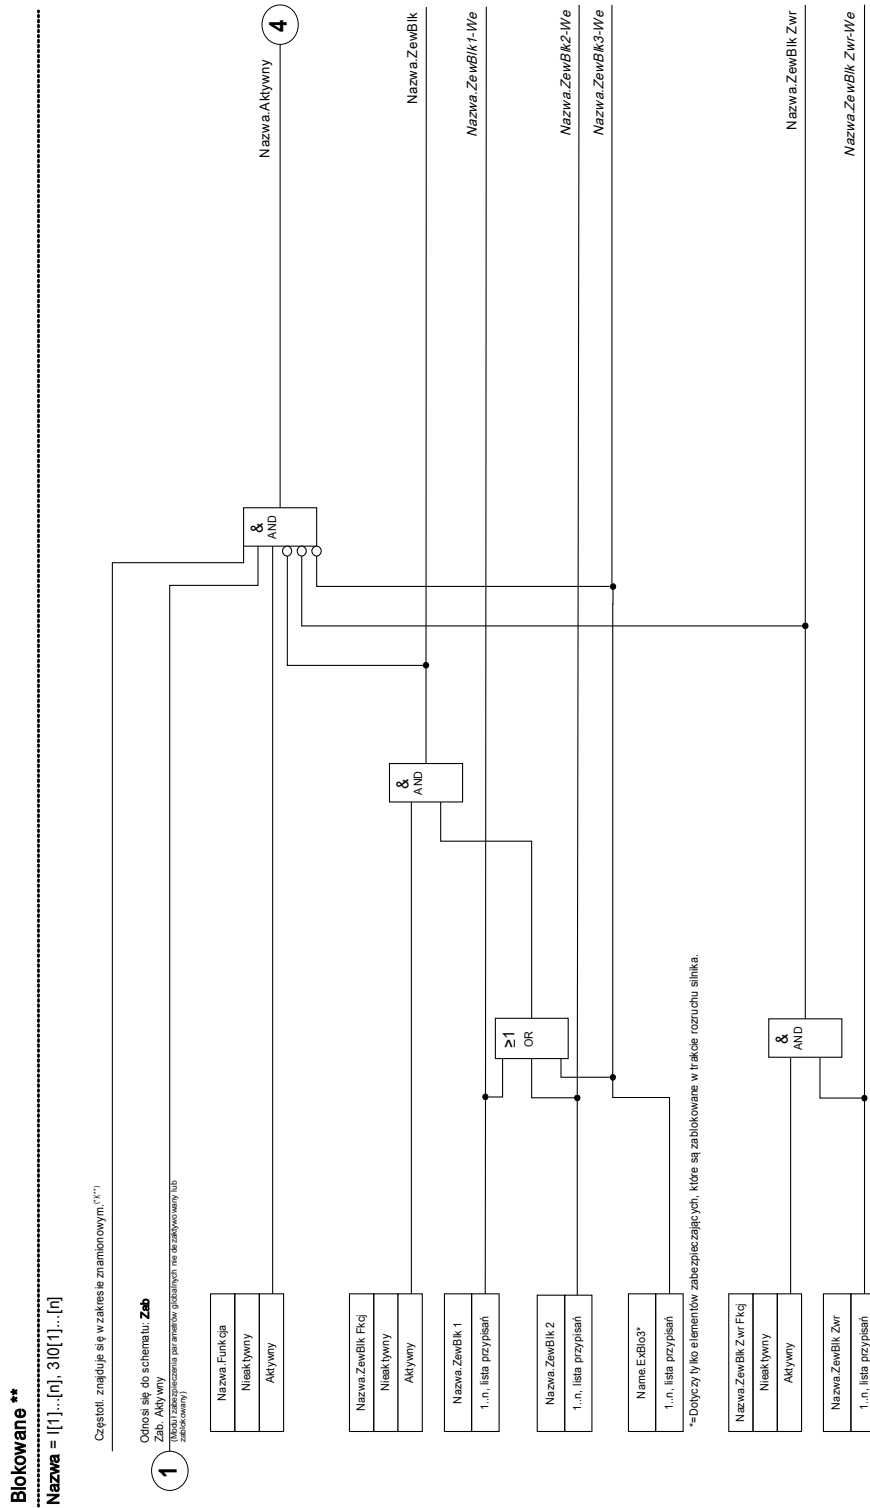 Blokowane **
Nazwa = I[1]...[n], 3I0[1]...[n]
Częstotl. znajduje się w zakresie znamionowym.(*)(**)
Odnosi się do schematu: Zab
Zab. Aktywny
(Moduł zabezpieczenia parametrów globalnych nie dezaktywowany lub
zablokowany)
1
Nazwa.Funkcja
Nieaktywny
Aktywny
&
AND
Nazwa.Aktywny
4
Nazwa.ZewBlk Fkcj
Nieaktywny
Aktywny
&
AND
Nazwa.ZewBlk
Nazwa.ZewBlk 1
1..n, lista przypisań
Nazwa.ZewBlk1-We
≥1
OR
Nazwa.ZewBlk 2
1..n, lista przypisań
Nazwa.ZewBlk2-We
Name.ExBlo3*
1..n, lista przypisań
Nazwa.ZewBlk3-We
*=Dotyczy tylko elementów zabezpieczających, które są zablokowane w trakcie rozruchu silnika.
Nazwa.ZewBlk Zwr Fkcj
Nieaktywny
Aktywny
&
AND
Nazwa.ZewBlk Zwr
Nazwa.ZewBlk Zwr
1..n, lista przypisań
Nazwa.ZewBlk Zwr-We